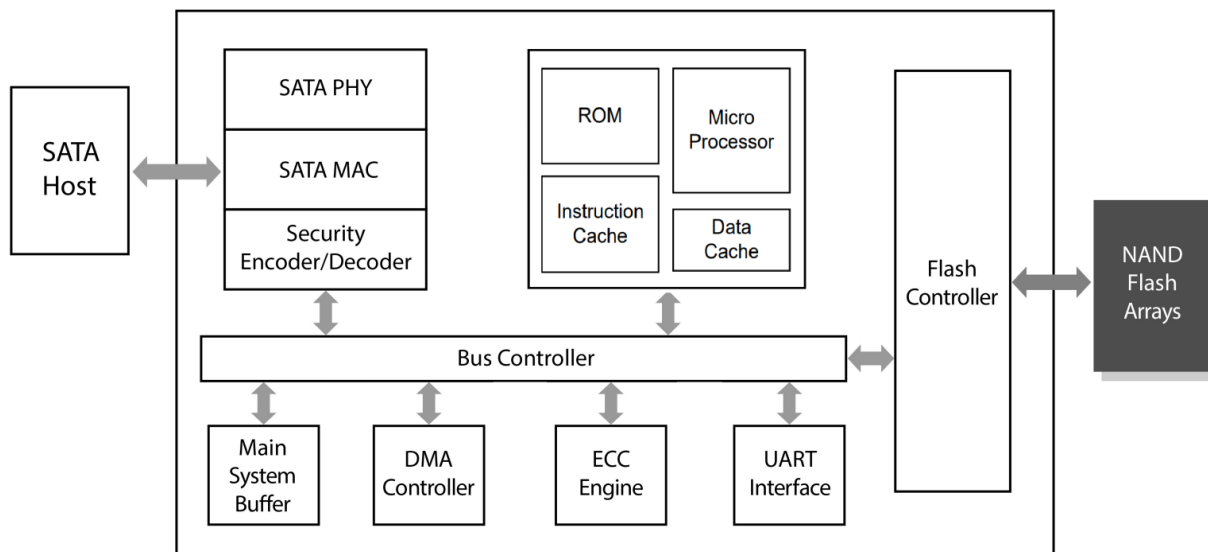 SATA
Host
SATA PHY
SATA MAC
Security
Encoder/Decoder
ROM
Micro
Processor
Instruction
Cache
Data
Cache
Flash
Controller
NAND
Flash
Arrays
Bus Controller
Main
System
Buffer
DMA
Controller
ECC
Engine
UART
Interface